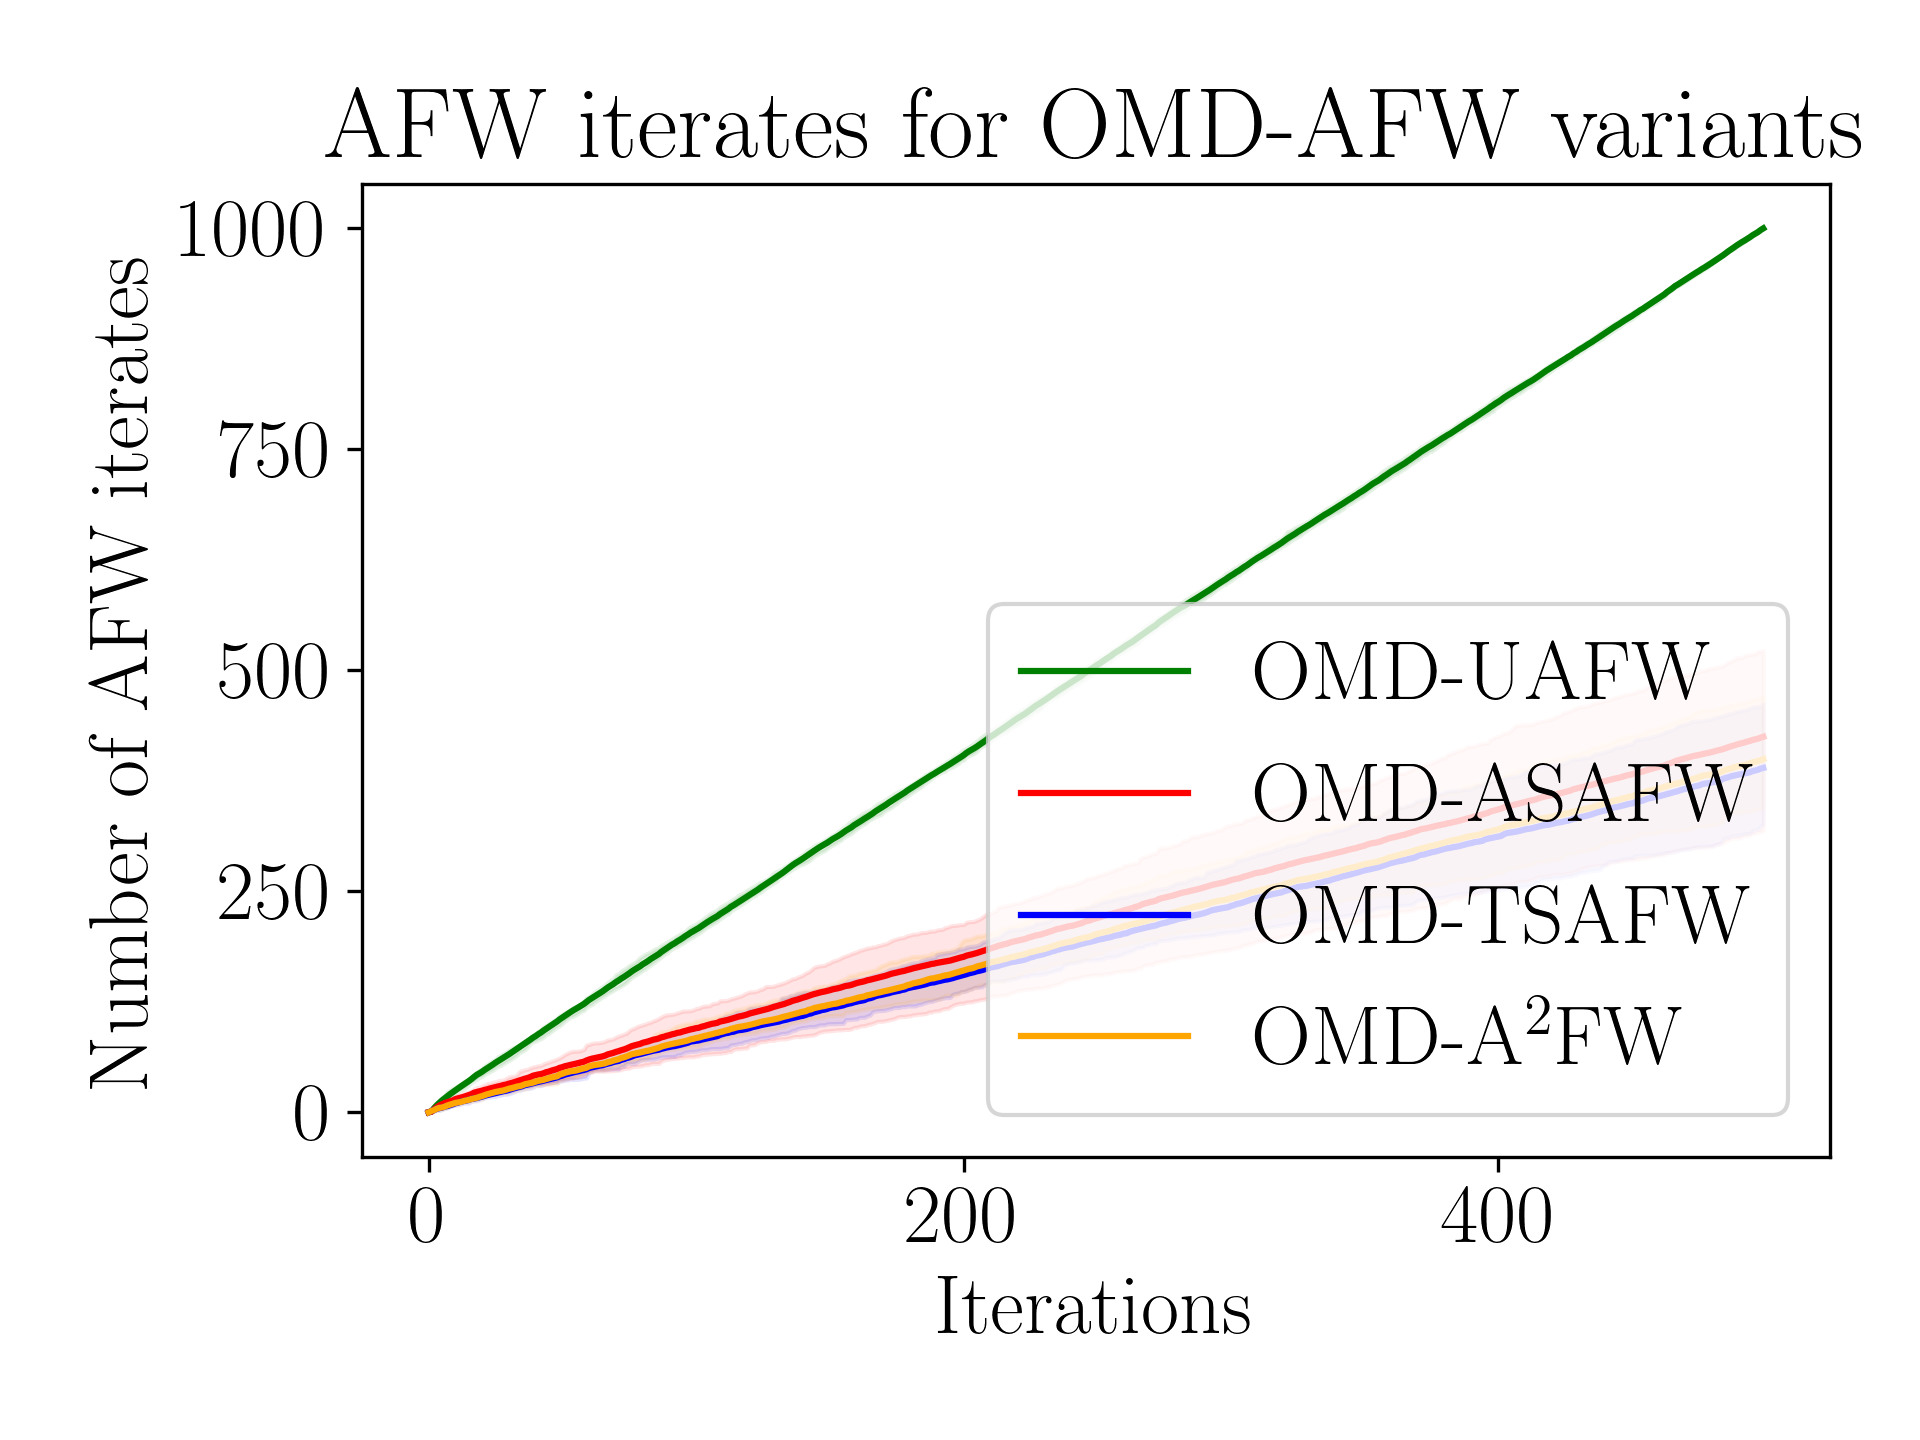 AFW iterates for OMD-AFW variants
Number of AFW iterates
1000
750
500
250
0
OMD-UAFW
OMD-ASAFW
OMD-TSAFW
OMD-A²FW
0 200 400
Iterations